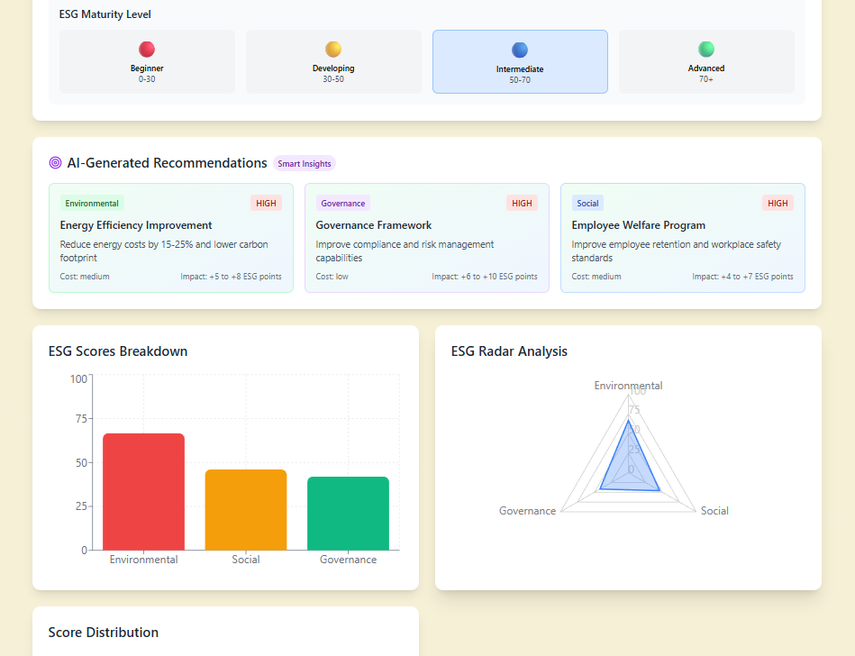 ESG Maturity Level
Beginner
0-30
Developing
30-50
Intermediate
50-70
Advanced
70+
AI-Generated Recommendations
Smart Insights
Environmental
HIGH
Energy Efficiency Improvement
Reduce energy costs by 15-25% and lower carbon
footprint
Cost: medium
Impact: +5 to +8 ESG points
Governance
HIGH
Governance Framework
Improve compliance and risk management
capabilities
Cost: low
Impact: +6 to +10 ESG points
Social
HIGH
Employee Welfare Program
Improve employee retention and workplace safety
standards
Cost: medium
Impact: +4 to +7 ESG points
ESG Scores Breakdown
100
75
50
25
0
Environmental
Social
Governance
ESG Radar Analysis
Environmental
100
75
50
25
0
Governance
Social
Score Distribution